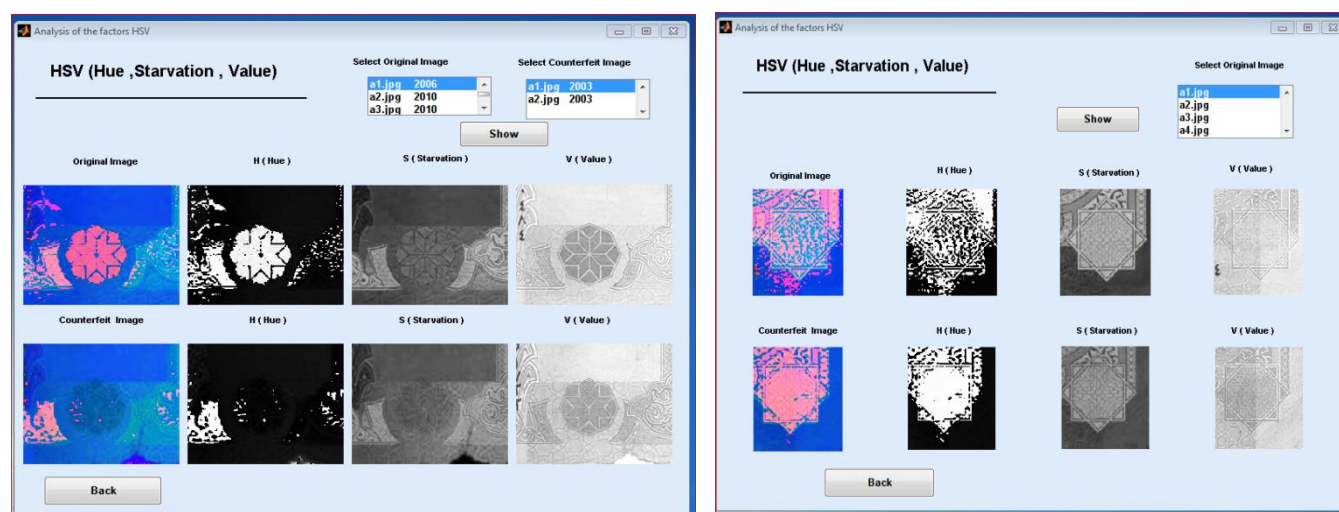 Analysis of the factors HSV
HSV (Hue ,Starvation , Value)
Select Original Image
Select Counterfeit Image
a1.jpg 2006
a2.jpg 2010
a3.jpg 2010
a1.jpg 2003
a2.jpg 2003
Show
Original Image
H ( Hue )
S ( Starvation )
V ( Value )
Counterfeit Image
H ( Hue )
S ( Starvation )
V ( Value )
Back
Analysis of the factors HSV
HSV (Hue ,Starvation , Value)
Select Original Image
a1.jpg
a2.jpg
a3.jpg
a4.jpg
Show
Original Image
H ( Hue )
S ( Starvation )
V ( Value )
Counterfeit Image
H ( Hue )
S ( Starvation )
V ( Value )
Back